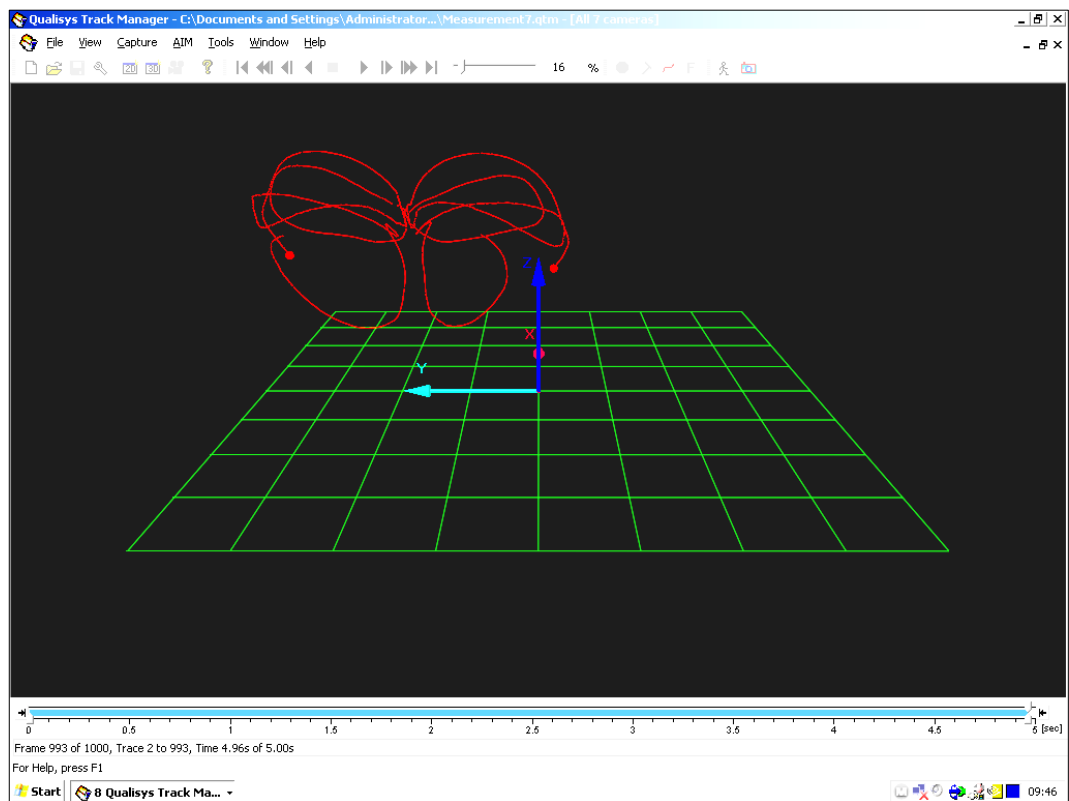 Qualisys Track Manager - C:\Documents and Settings\Administrator...\Measurement7.qtm - [All 7 cameras]
File View Capture AIM Tools Window Help
2D 3D 16 % F
Z
X
Y
0 0.5 1 1.5 2 2.5 3 3.5 4 4.5 5 [sec]
Frame 993 of 1000, Trace 2 to 993, Time 4.96s of 5.00s
For Help, press F1
Start 8 Qualisys Track Ma... 09:46